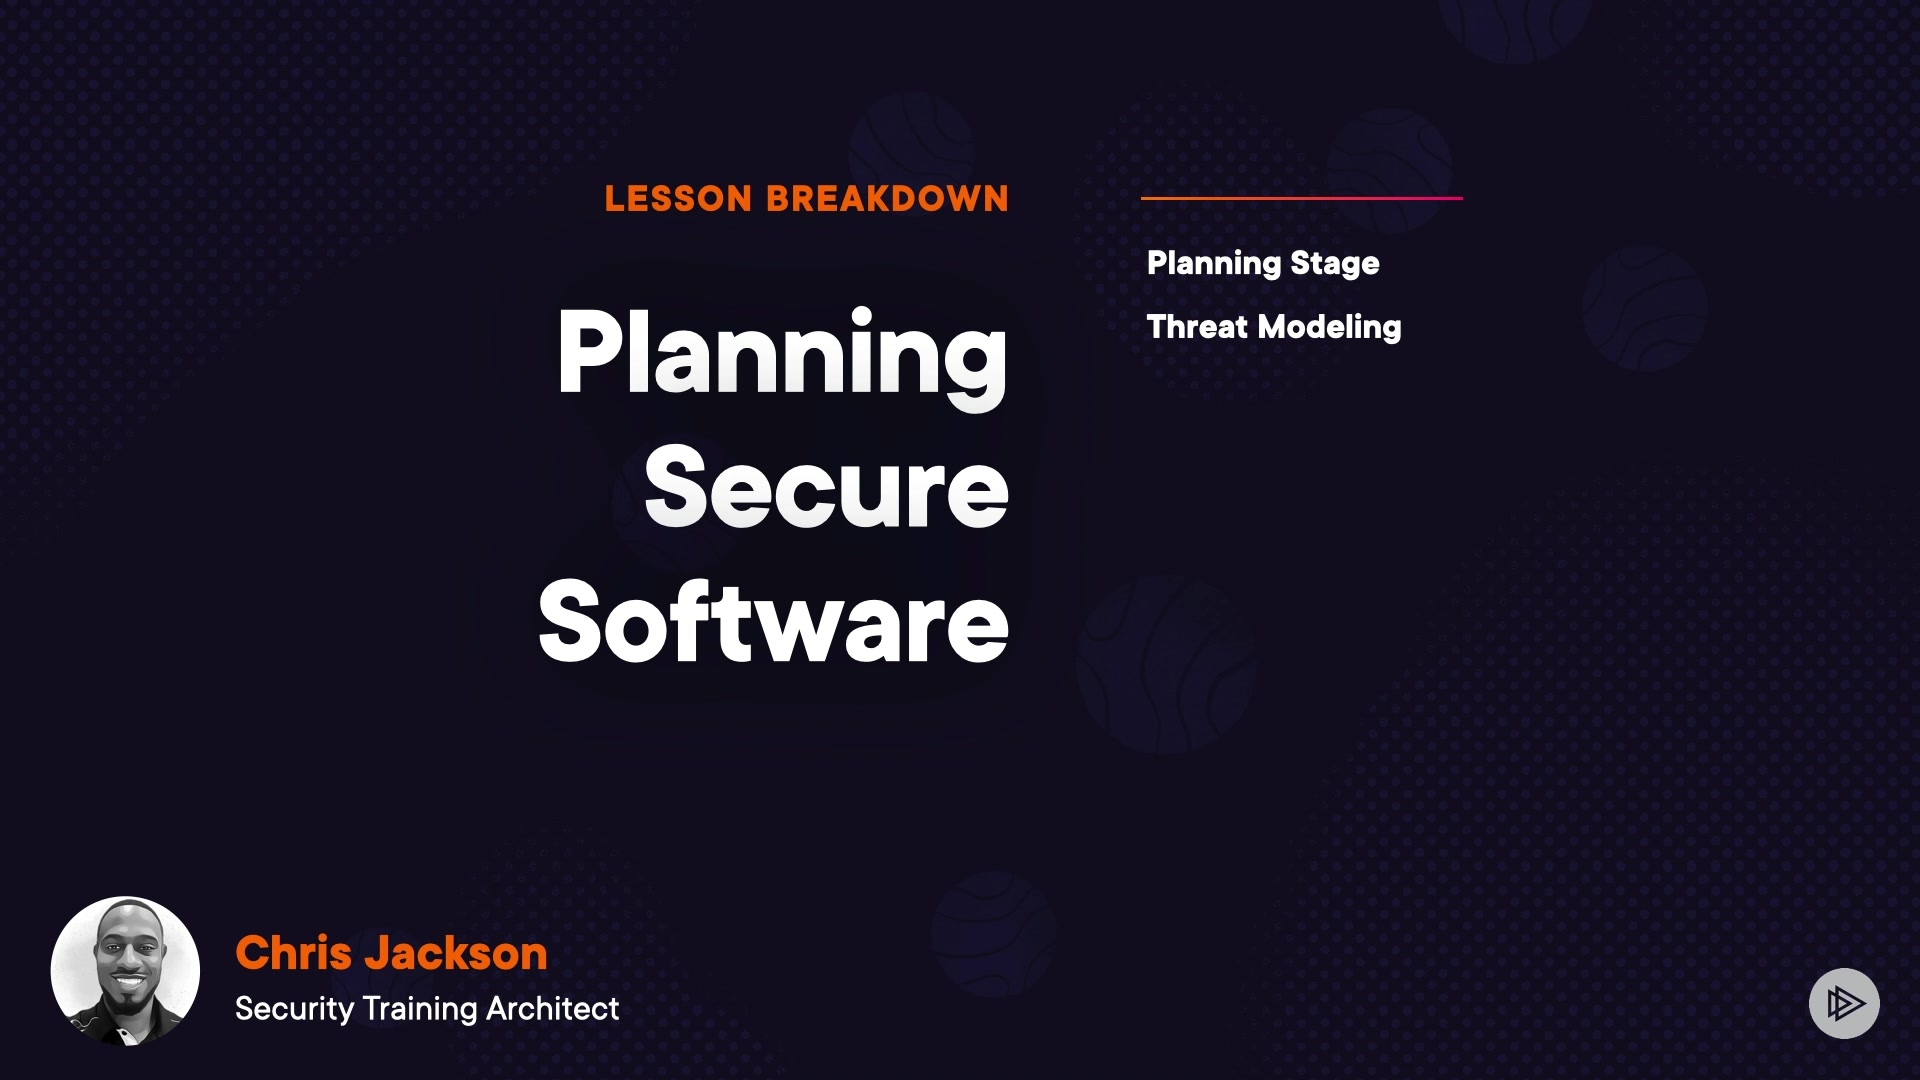 LESSON BREAKDOWN
Planning
Secure
Software
Planning Stage
Threat Modeling
Chris Jackson
Security Training Architect